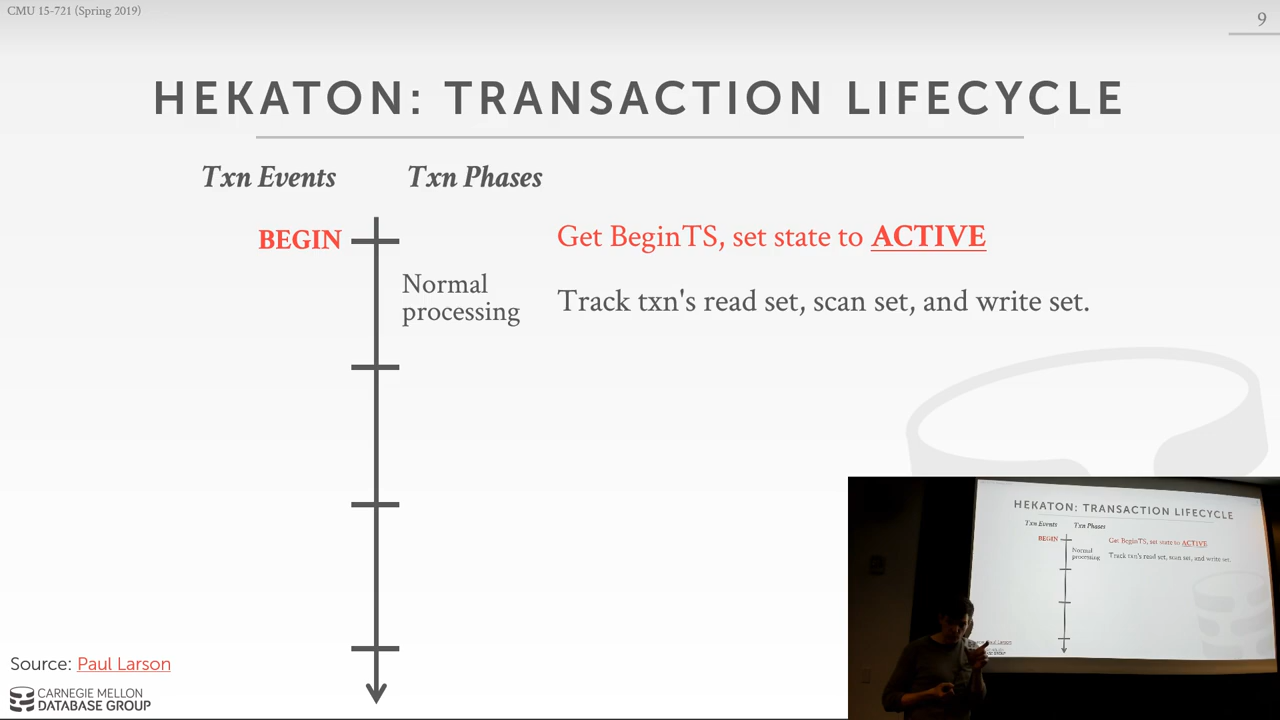 CMU 15-721 (Spring 2019)
9
HEKATON: TRANSACTION LIFECYCLE
Txn Events
Txn Phases
BEGIN
Get BeginTS, set state to ACTIVE
Normal
processing
Track txn's read set, scan set, and write set.
Source: Paul Larson
CARNEGIE MELLON
DATABASE GROUP
HEKATON: TRANSACTION LIFECYCLE
Txn Events
Txn Phases
BEGIN
Get BeginTS, set state to ACTIVE
Normal
processing
Track txn's read set, scan set, and write set.